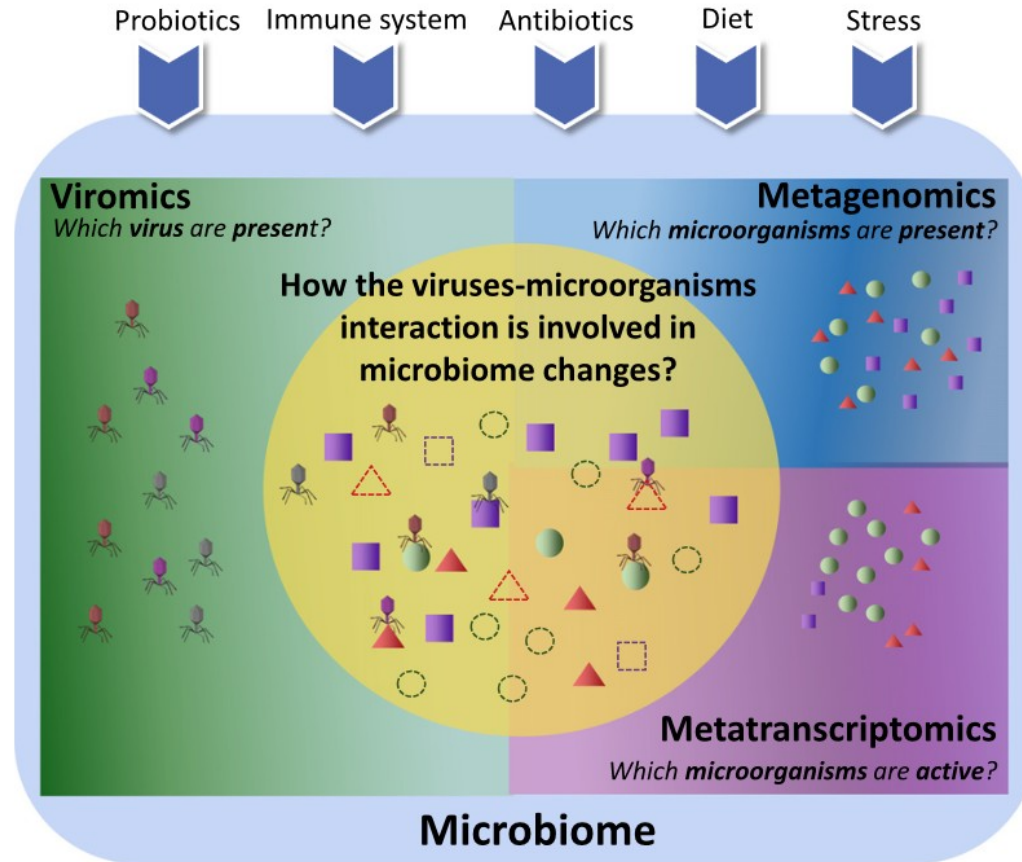 Probiotics
Immune system
Antibiotics
Diet
Stress
Viromics
Which virus are present?
Metagenomics
Which microorganisms are present?
How the viruses-microorganisms
interaction is involved in
microbiome changes?
Metatranscriptomics
Which microorganisms are active?
Microbiome